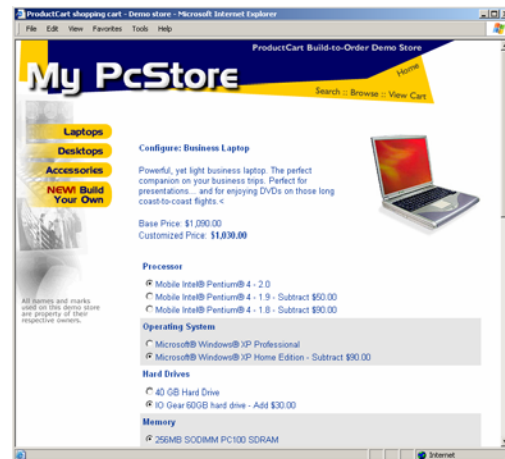 ProductCart shopping cart - Demo store - Microsoft Internet Explorer
File Edit View Favorites Tools Help
ProductCart Build-to-Order Demo Store
My PcStore
Home
Search :: Browse :: View Cart
Laptops
Desktops
Accessories
NEW! Build
Your Own
All names and marks
used on this demo store
are property of their
respective owners.
Configure: Business Laptop
Powerful, yet light business laptop. The perfect
companion on your business trips. Perfect for
presentations... and for enjoying DVDs on those long
coast-to-coast flights.<
Base Price: $1,090.00
Customized Price: $1,030.00
Processor
Mobile Intel® Pentium® 4 - 2.0
Mobile Intel® Pentium® 4 - 1.9 - Subtract $50.00
Mobile Intel® Pentium® 4 - 1.8 - Subtract $90.00
Operating System
Microsoft® Windows® XP Professional
Microsoft® Windows® XP Home Edition - Subtract $90.00
Hard Drives
40 GB Hard Drive
IO Gear 60GB hard drive - Add $30.00
Memory
256MB SODIMM PC100 SDRAM
Internet